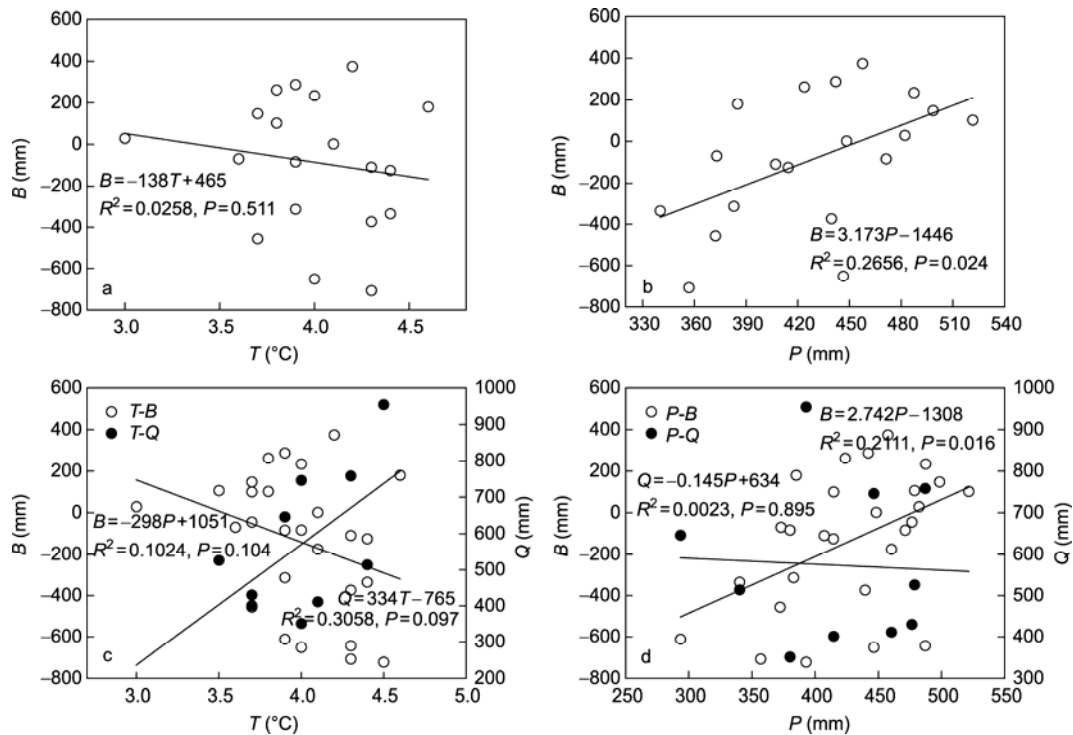 600
400
200
0
−200
−400
−600
−800
B (mm)
B=−138T+465
R²=0.0258, P=0.511
a
3.0 3.5 4.0 4.5
T (°C)
600
400
200
0
−200
−400
−600
−800
B (mm)
B=3.173P−1446
R²=0.2656, P=0.024
b
330 360 390 420 450 480 510 540
P (mm)
600
400
200
0
−200
−400
−600
−800
B (mm)
T-B
T-Q
B=−298P+1051
R²=0.1024, P=0.104
Q=334T−765
R²=0.3058, P=0.097
c
3.0 3.5 4.0 4.5 5.0
T (°C)
1000
900
800
700
600
500
400
300
200
Q (mm)
600
400
200
0
−200
−400
−600
−800
B (mm)
P-B
P-Q
B=2.742P−1308
R²=0.2111, P=0.016
Q=−0.145P+634
R²=0.0023, P=0.895
d
250 300 350 400 450 500 550
P (mm)
1000
900
800
700
600
500
400
300
200
Q (mm)